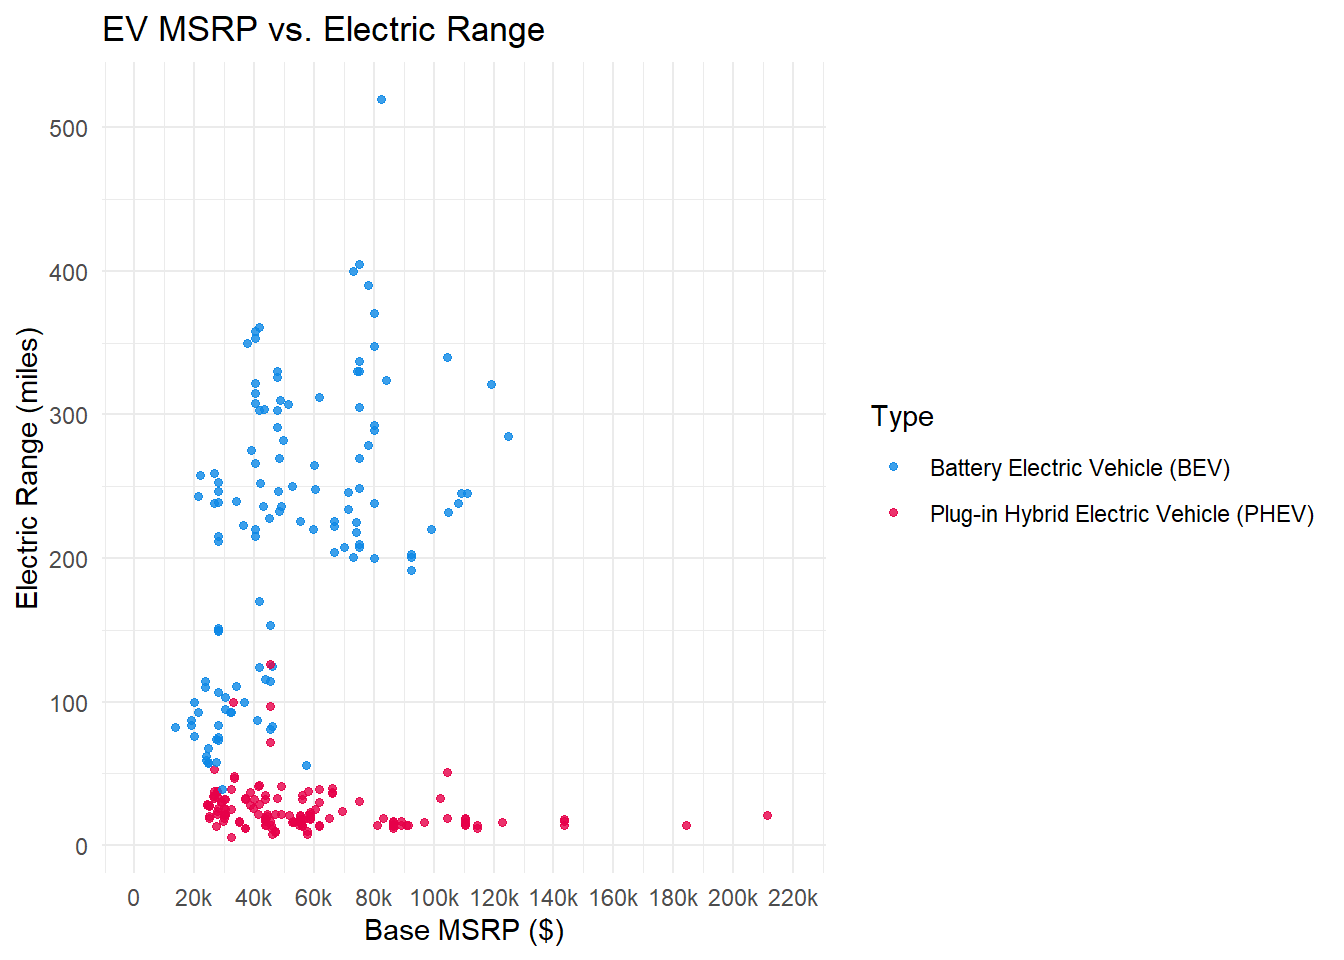 EV MSRP vs. Electric Range
Electric Range (miles)
500
400
300
200
100
0
0 20k 40k 60k 80k 100k 120k 140k 160k 180k 200k 220k
Base MSRP ($)
Type
Battery Electric Vehicle (BEV)
Plug-in Hybrid Electric Vehicle (PHEV)